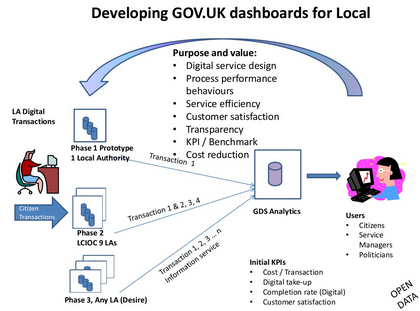 Developing GOV.UK dashboards for Local
Purpose and value:
• Digital service design
• Process performance
behaviours
• Service efficiency
• Customer satisfaction
• Transparency
• KPI / Benchmark
• Cost reduction
LA Digital
Transactions
Phase 1 Prototype
1 Local Authority
Transaction 1
Citizen
Transactions
Transaction 1 & 2, 3, 4
GDS Analytics
Phase 2
LCIOC 9 LAs
Transaction 1, 2, 3 ... n
Information service
Phase 3, Any LA (Desire)
Users
• Citizens
• Service
Managers
• Politicians
Initial KPIs
• Cost / Transaction
• Digital take-up
• Completion rate (Digital)
• Customer satisfaction
OPEN
DATA